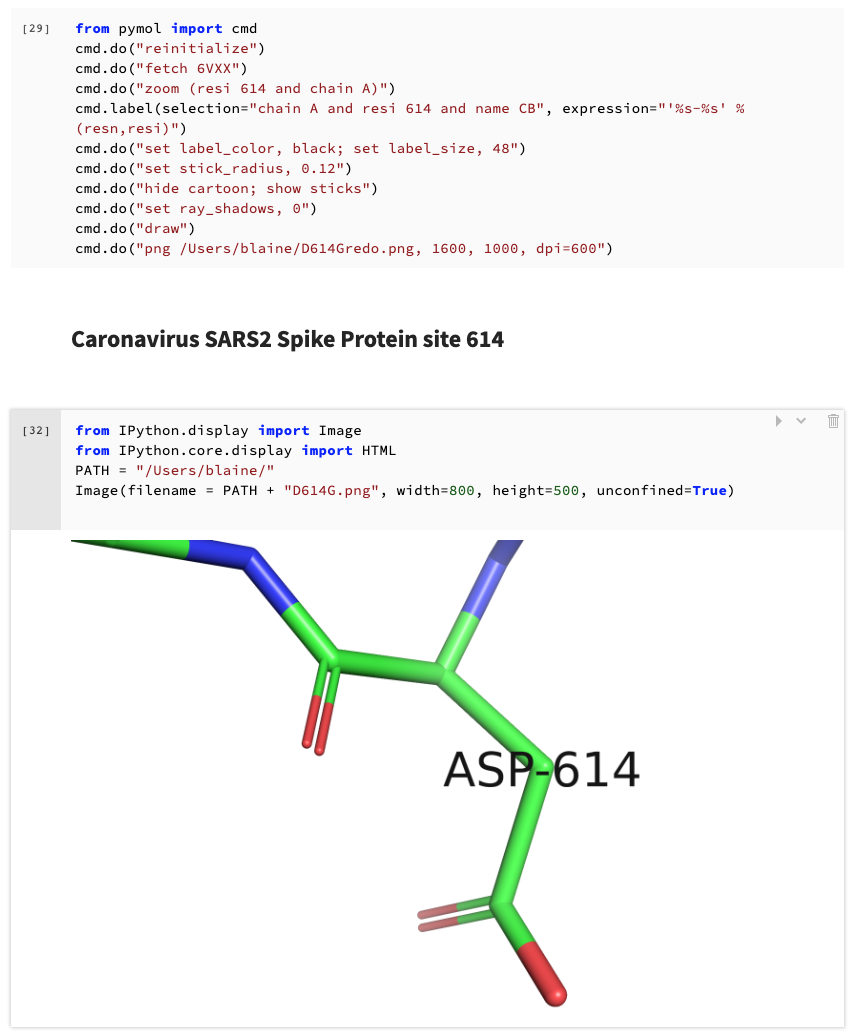 [29]
from pymol import cmd
cmd.do("reinitialize")
cmd.do("fetch 6VXX")
cmd.do("zoom (resi 614 and chain A)")
cmd.label(selection="chain A and resi 614 and name CB", expression="'%s-%s' %
(resn,resi)")
cmd.do("set label_color, black; set label_size, 48")
cmd.do("set stick_radius, 0.12")
cmd.do("hide cartoon; show sticks")
cmd.do("set ray_shadows, 0")
cmd.do("draw")
cmd.do("png /Users/blaine/D614Gredo.png, 1600, 1000, dpi=600")
Caronavirus SARS2 Spike Protein site 614
[32]
from IPython.display import Image
from IPython.core.display import HTML
PATH = "/Users/blaine/"
Image(filename = PATH + "D614G.png", width=800, height=500, unconfined=True)
ASP-614